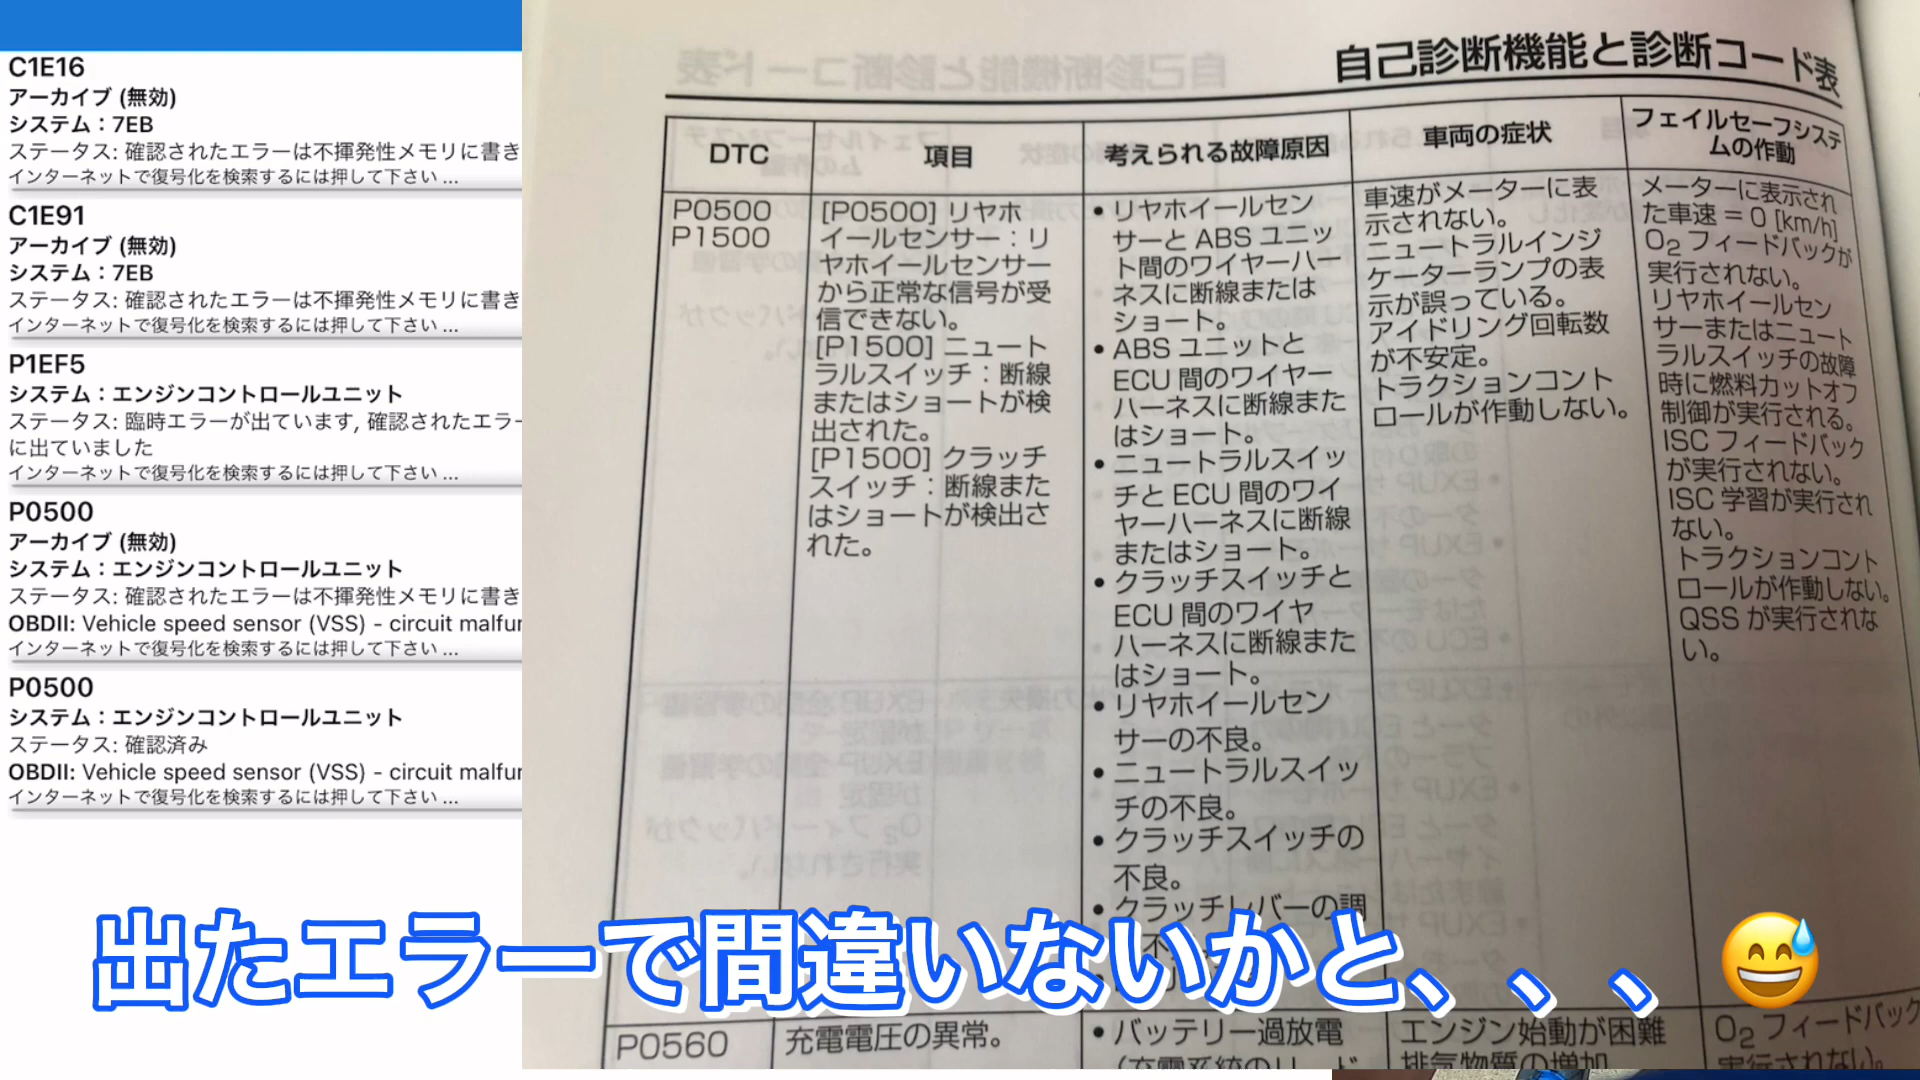 C1E16
アーカイブ (無効)
システム：7EB
ステータス: 確認されたエラーは不揮発性メモリに書き
インターネットで復号化を検索するには押して下さい ...
C1E91
アーカイブ (無効)
システム：7EB
ステータス: 確認されたエラーは不揮発性メモリに書き
インターネットで復号化を検索するには押して下さい ...
P1EF5
システム：エンジンコントロールユニット
ステータス: 臨時エラーが出ています, 確認されたエラー
に出ていました
インターネットで復号化を検索するには押して下さい ...
P0500
アーカイブ (無効)
システム：エンジンコントロールユニット
ステータス: 確認されたエラーは不揮発性メモリに書き
OBDII: Vehicle speed sensor (VSS) - circuit malfun
インターネットで復号化を検索するには押して下さい ...
P0500
システム：エンジンコントロールユニット
ステータス: 確認済み
OBDII: Vehicle speed sensor (VSS) - circuit malfun
インターネットで復号化を検索するには押して下さい ...
自己診断機能と診断コード表
DTC
項目
考えられる故障原因
車両の症状
フェイルセーフシステ
ムの作動
P0500
P1500
[P0500] リヤホ
イールセンサー：リ
ヤホイールセンサー
から正常な信号が受
信できない。
[P1500] ニュート
ラルスイッチ：断線
またはショートが検
出された。
[P1500] クラッチ
スイッチ：断線また
はショートが検出さ
れた。
• リヤホイールセン
サーと ABS ユニッ
ト間のワイヤーハー
ネスに断線または
ショート。
• ABS ユニットと
ECU 間のワイヤー
ハーネスに断線また
はショート。
• ニュートラルスイッ
チと ECU 間のワイ
ヤーハーネスに断線
またはショート。
• クラッチスイッチと
ECU 間のワイヤ
ハーネスに断線また
はショート。
• リヤホイールセン
サーの不良。
• ニュートラルスイッ
チの不良。
• クラッチスイッチの
不良。
• クラッチレバーの調
車速がメーターに表
示されない。
ニュートラルインジ
ケーターランプの表
示が誤っている。
アイドリング回転数
が不安定。
トラクションコント
ロールが作動しない。
メーターに表示され
た車速 = 0 [km/h]
O2 フィードバックが
実行されない。
リヤホイールセン
サーまたはニュート
ラルスイッチの故障
時に燃料カットオフ
制御が実行される。
ISC フィードバック
が実行されない。
ISC 学習が実行され
ない。
トラクションコント
ロールが作動しない。
QSS が実行されな
い。
出たエラーで間違いないかと、、、😅
P0560
充電電圧の異常。
• バッテリー過放電
エンジン始動が困難
排気物質の増加
O2 フィードバック
実行されない。